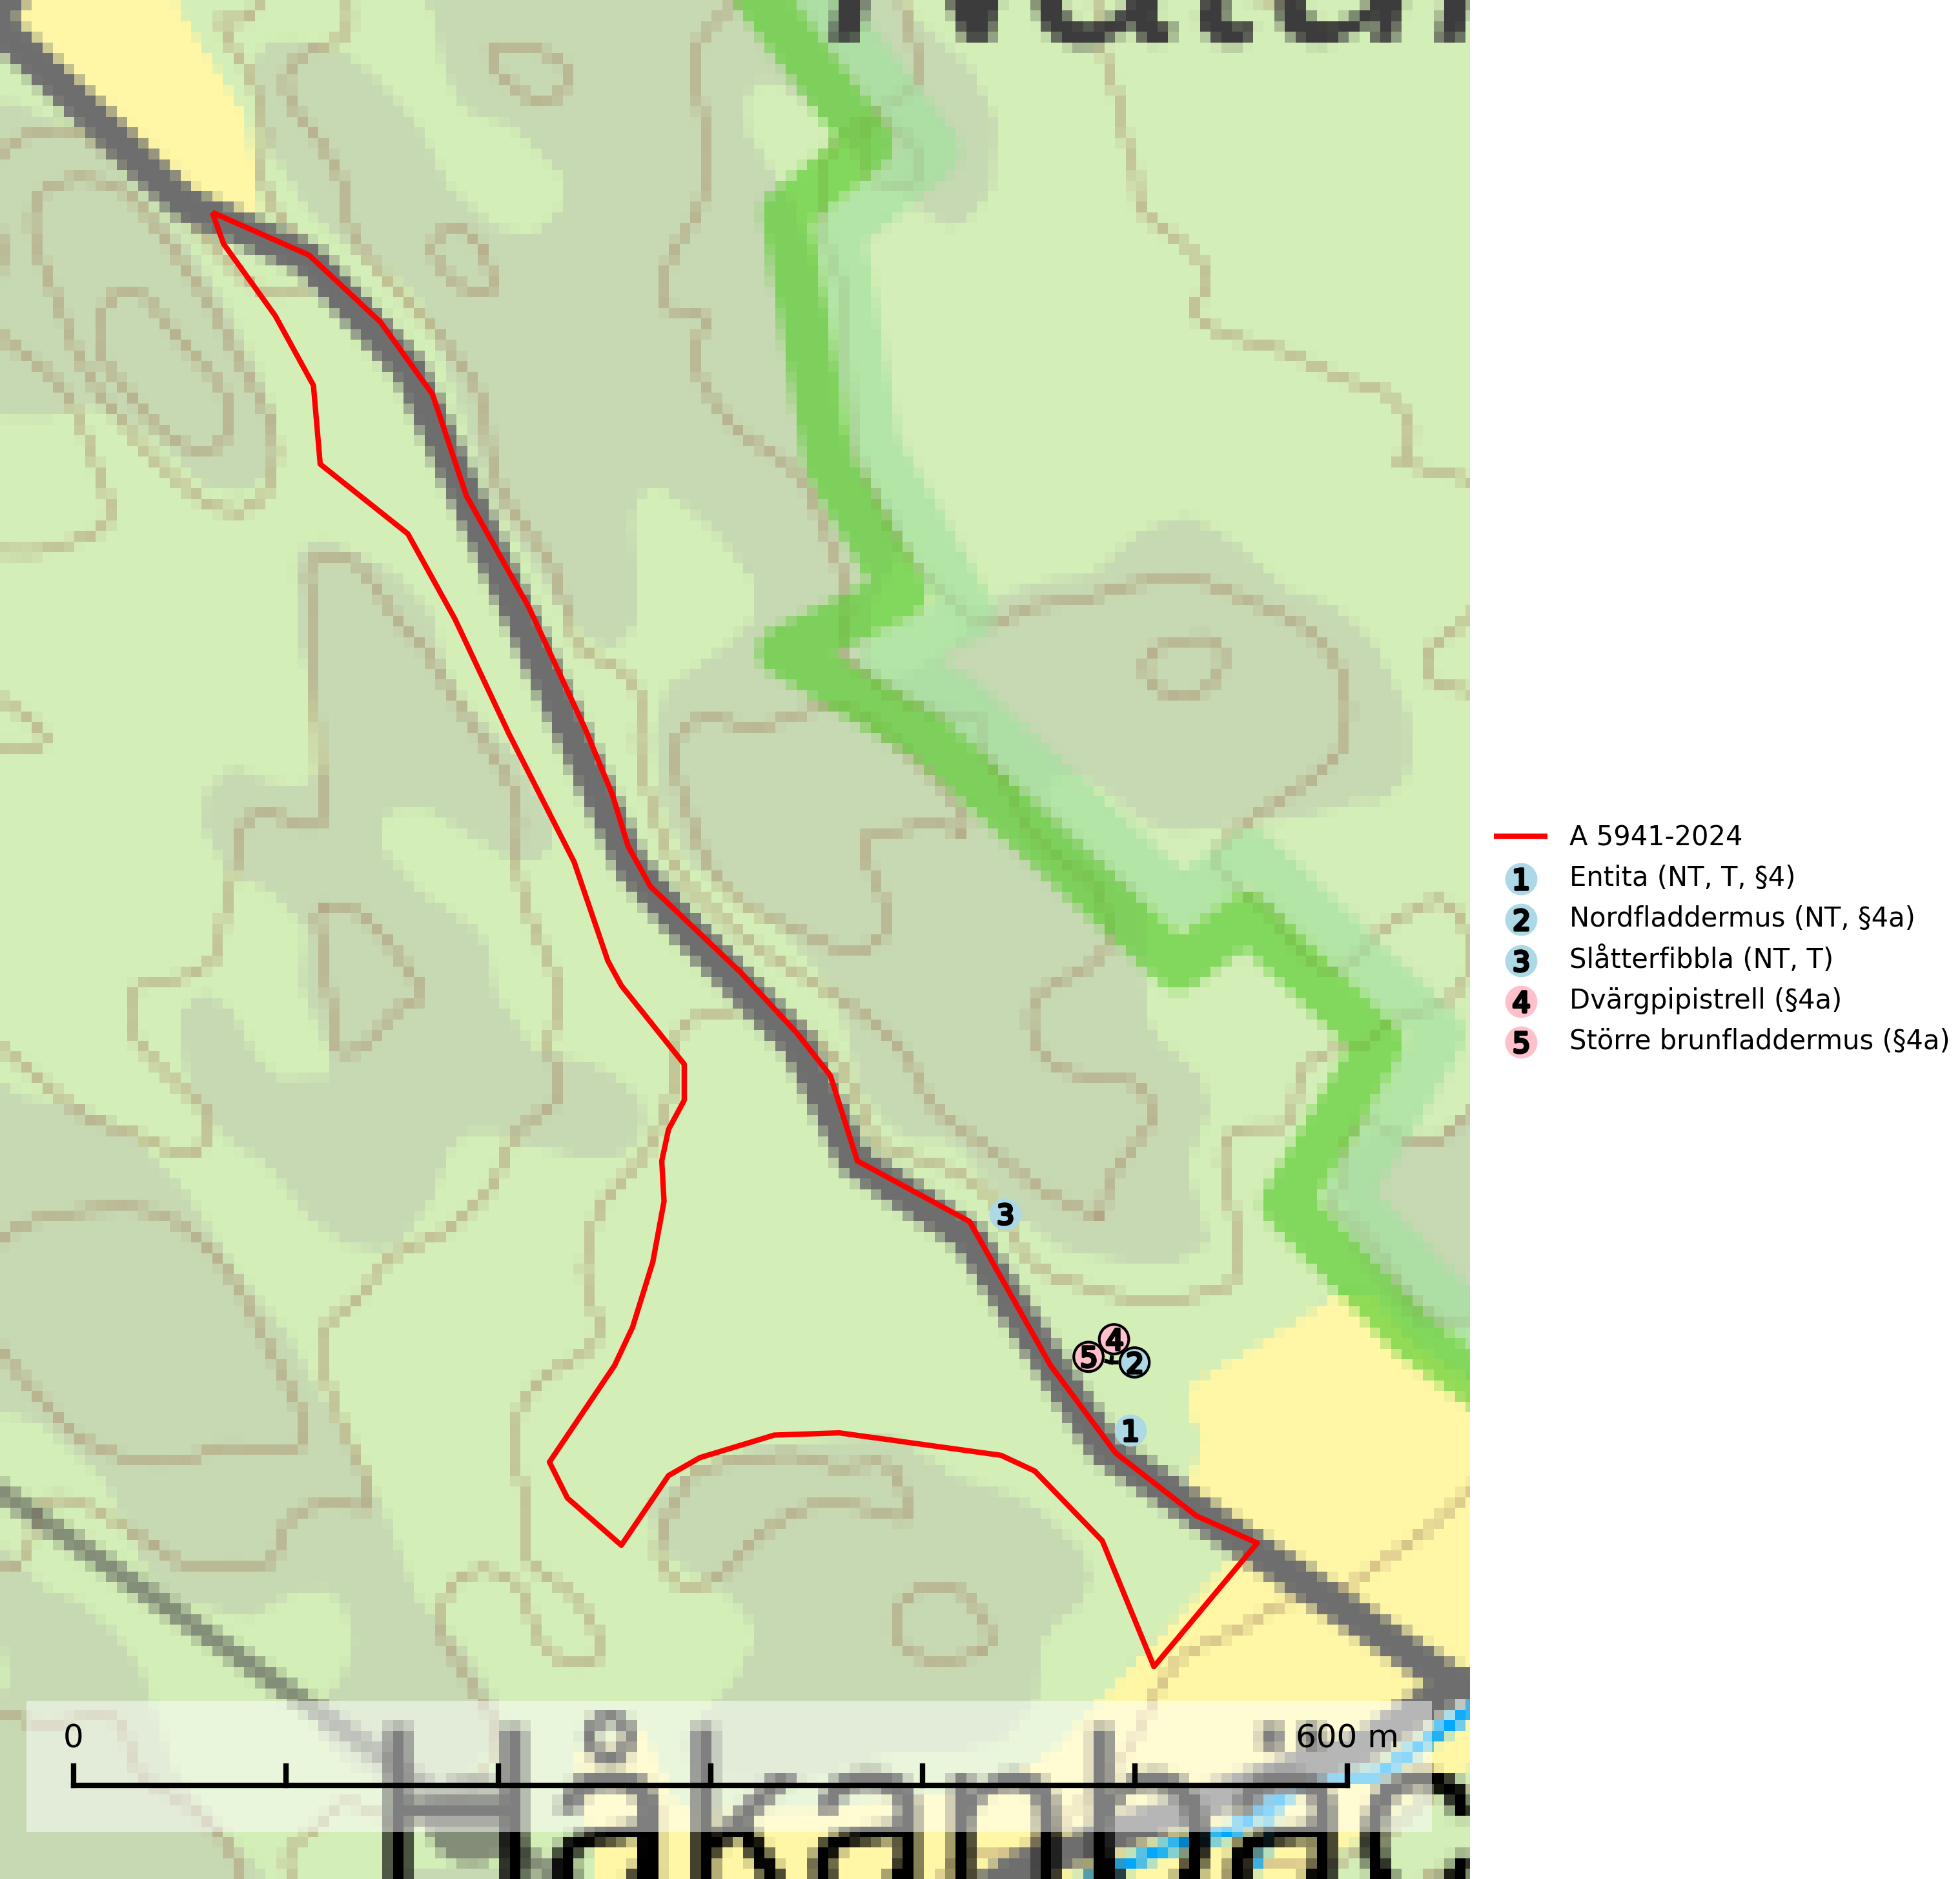 3
4
5
2
1
0
600 m
A 5941-2024
1 Entita (NT, T, §4)
2 Nordfladdermus (NT, §4a)
3 Slåtterfibbla (NT, T)
4 Dvärgpipistrell (§4a)
5 Större brunfladdermus (§4a)